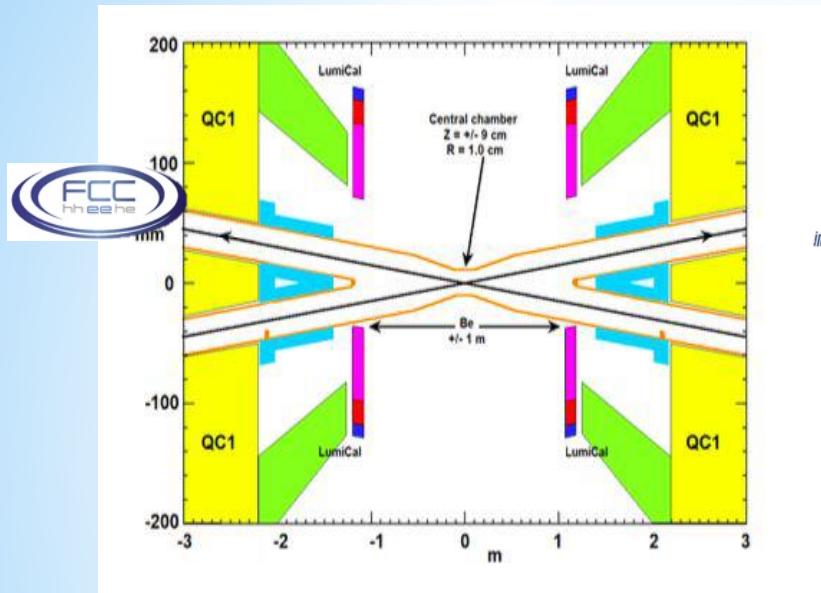 200
LumiCal
LumiCal
QC1
QC1
Central chamber
Z = +/- 9 cm
R = 1.0 cm
100
FCC
hh ee he
mm
0
Be
+/- 1 m
-100
QC1
QC1
LumiCal
LumiCal
-200
-3
-2
-1
0
1
2
3
m